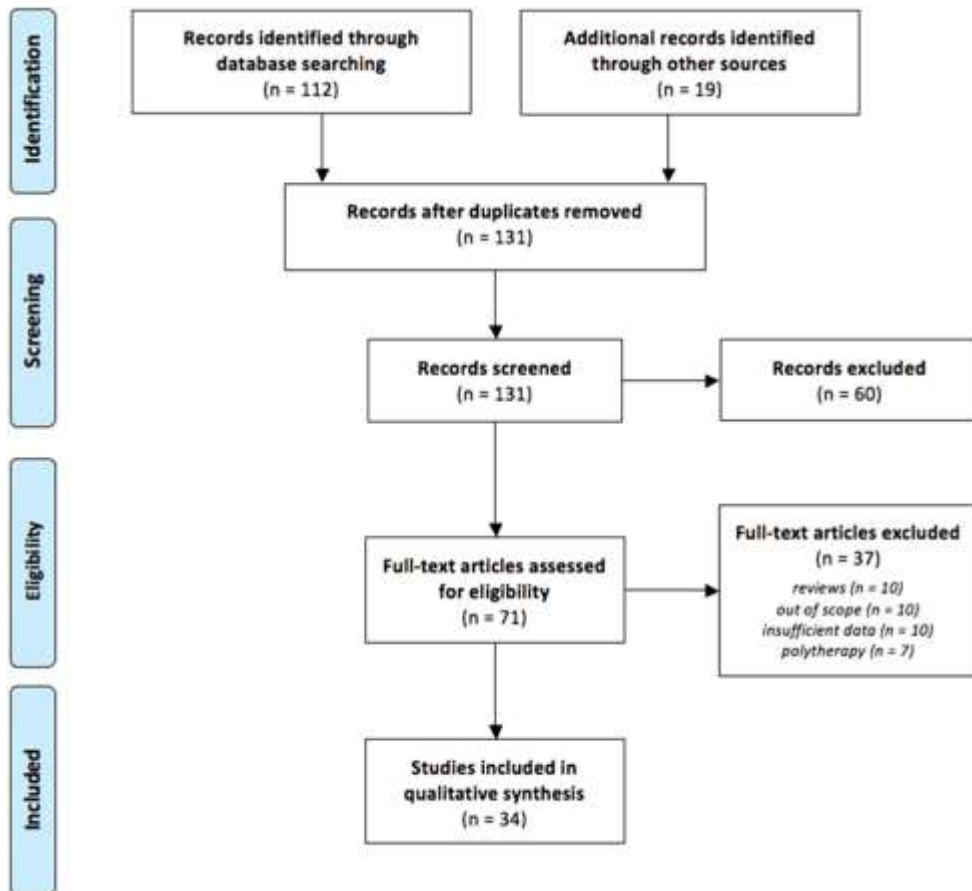 Identification
Records identified through
database searching
(n = 112)
Additional records identified
through other sources
(n = 19)
Records after duplicates removed
(n = 131)
Screening
Records screened
(n = 131)
Records excluded
(n = 60)
Eligibility
Full-text articles assessed
for eligibility
(n = 71)
Full-text articles excluded
(n = 37)
reviews (n = 10)
out of scope (n = 10)
insufficient data (n = 10)
polytherapy (n = 7)
Included
Studies included in
qualitative synthesis
(n = 34)